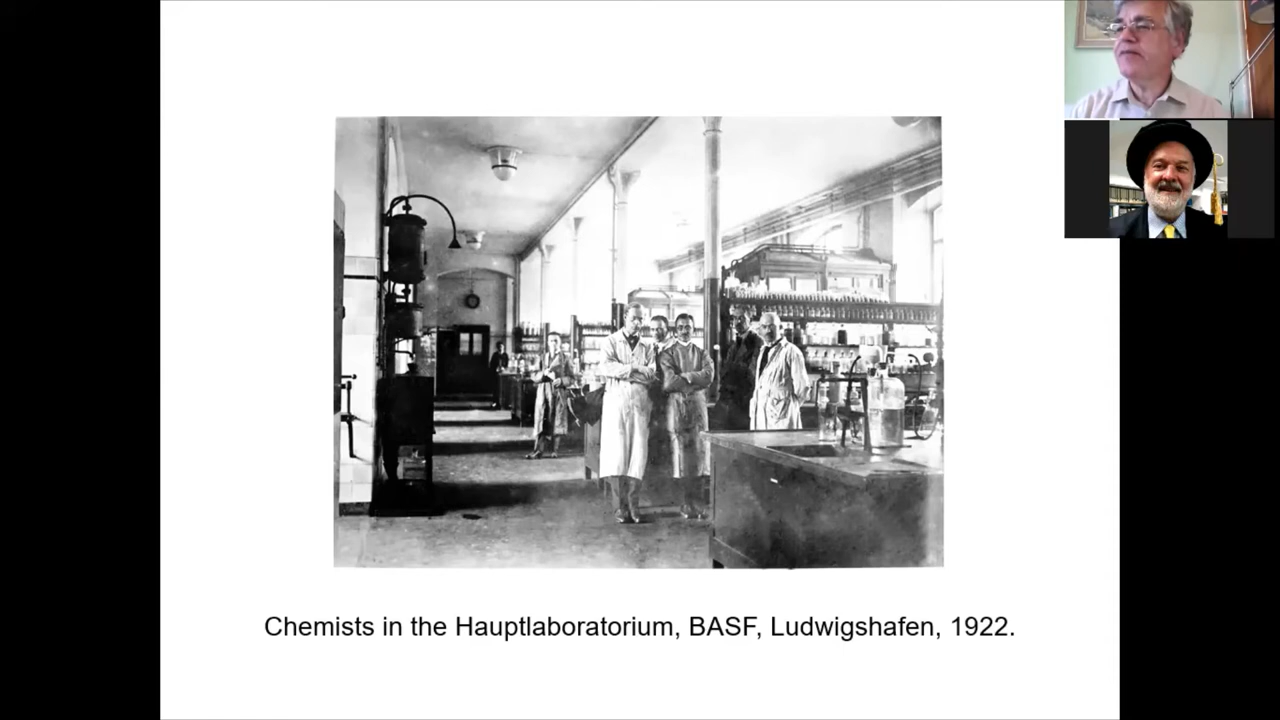 Chemists in the Hauptlaboratorium, BASF, Ludwigshafen, 1922.